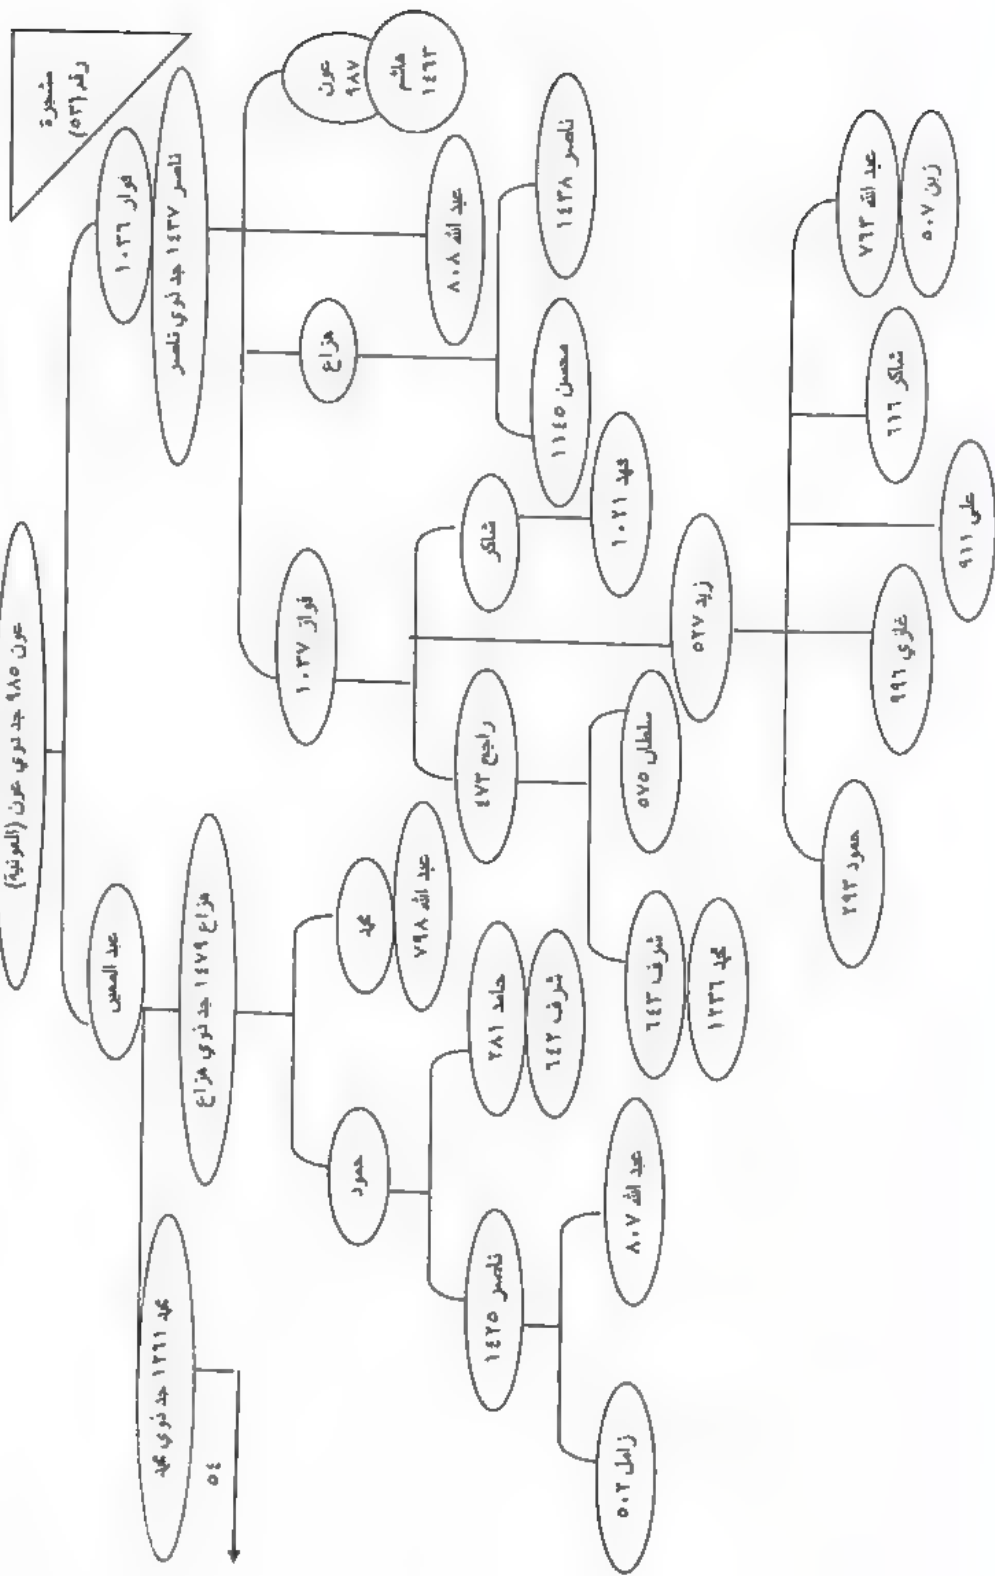 مشجرة
رقم (٥٣)
عون ٩٨٥ جد ذوي عون (العونية)
فواز ١٠٣٦
ناصر ١٤٣٧ جد ذوي ناصر
عون
٩٨٧
هاشم
١٤٦٣
عبد الله ٨٠٨
هزاع
ناصر ١٤٣٨
محسن ١١٤٥
فواز ١٠٣٧
شاكر
محمد ١٠٢١
زيد ٥٢٧
عبد الله ٧٦٣
زين ٥٠٧
شاكر ٦١٦
علي ٩١١
غازي ٩٩٦
حمود ٢٩٢
راجح ٤٧٣
سلطان ٥٧٥
شرف ٦٤٣
محمد ١٢٣٦
عبد المعين
هزاع ١٤٧٩ جد ذوي هزاع
محمد
عبد الله ٧٩٨
حمود
حامد ٢٨١
شرف ٦٤٢
ناصر ١٤٢٥
عبد الله ٨٠٧
زامل ٥٠٢
محمد ١٢٦١ جد ذوي محمد
٥٤